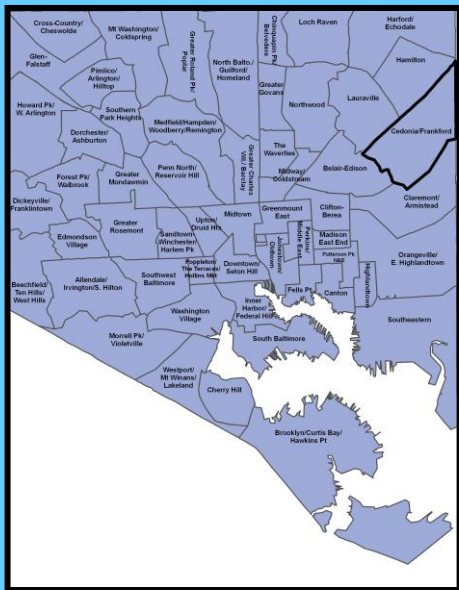 Cross-Country/
Cheswolde
Mt Washington/
Coldspring
Greater Roland Pk/
Poplar
North Balto./
Guilford/
Homeland
Chinquapin Pk/
Belvedere
Loch Raven
Harford/
Echodale
Glen-
Falstaff
Pimlico/
Arlington/
Hilltop
Hamilton
Greater
Govans
Lauraville
Northwood
Howard Pk/
W. Arlington
Southern
Park Heights
Medfield/Hampden/
Woodberry/Remington
Cedonia/Frankford
Dorchester/
Ashburton
The
Waverlies
Greater Charles
Vill./ Barclay
Midway/
Coldstream
Belair-Edison
Forest Pk/
Walbrook
Greater
Mondawmin
Penn North/
Reservoir Hill
Claremont/
Armistead
Dickeyville/
Franklintown
Greater
Rosemont
Upton/
Druid Hts
Midtown
Greenmount
East
Clifton-
Berea
Edmondson
Village
Sandtown-
Winchester/
Harlem Pk
Jonestown/
Oldtown
Perkins/
Middle East
Madison
East End
Patterson Pk
N&E
Orangeville/
E. Highlandtown
Beechfield/
Ten Hills/
West Hills
Allendale/
Irvington/S. Hilton
Southwest
Baltimore
Poppleton/
The Terraces/
Hollins Mkt
Downtown/
Seton Hill
Highlandtown
Fells Pt
Canton
Inner
Harbor/
Federal Hill
Washington
Village
Southeastern
Morrell Pk/
Violetville
South Baltimore
Westport/
Mt Winans/
Lakeland
Cherry Hill
Brooklyn/Curtis Bay/
Hawkins Pt